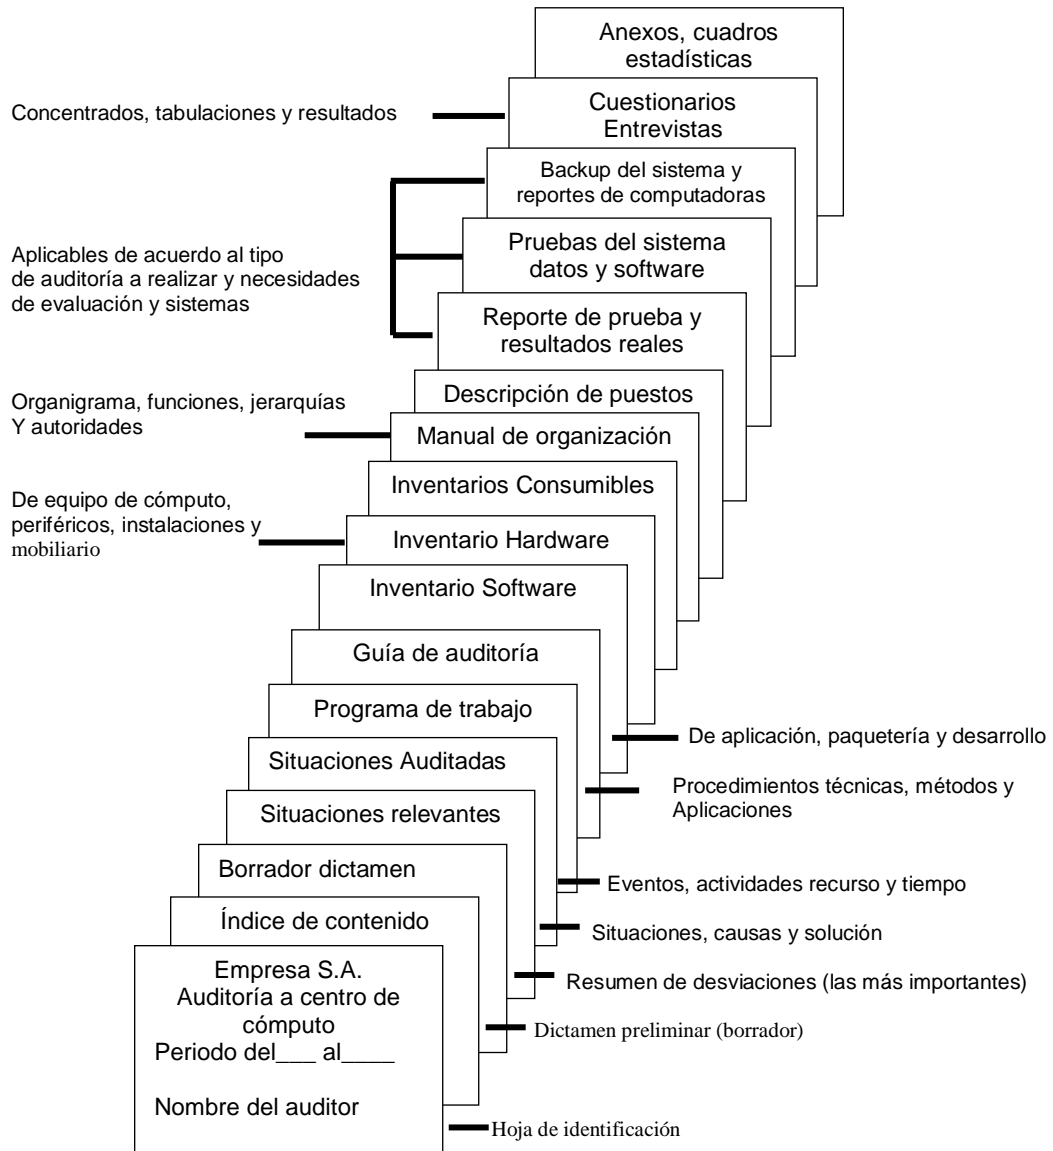 Anexos, cuadros
estadísticas
Concentrados, tabulaciones y resultados
Cuestionarios
Entrevistas
Backup del sistema y
reportes de computadoras
Aplicables de acuerdo al tipo
de auditoría a realizar y necesidades
de evaluación y sistemas
Pruebas del sistema
datos y software
Reporte de prueba y
resultados reales
Descripción de puestos
Organigrama, funciones, jerarquías
Y autoridades
Manual de organización
Inventarios Consumibles
De equipo de cómputo,
periféricos, instalaciones y
mobiliario
Inventario Hardware
Inventario Software
Guía de auditoría
Programa de trabajo
De aplicación, paquetería y desarrollo
Situaciones Auditadas
Procedimientos técnicas, métodos y
Aplicaciones
Situaciones relevantes
Borrador dictamen
Eventos, actividades recurso y tiempo
Índice de contenido
Situaciones, causas y solución
Empresa S.A.
Auditoría a centro de
cómputo
Periodo del___ al____
Nombre del auditor
Resumen de desviaciones (las más importantes)
Dictamen preliminar (borrador)
Hoja de identificación